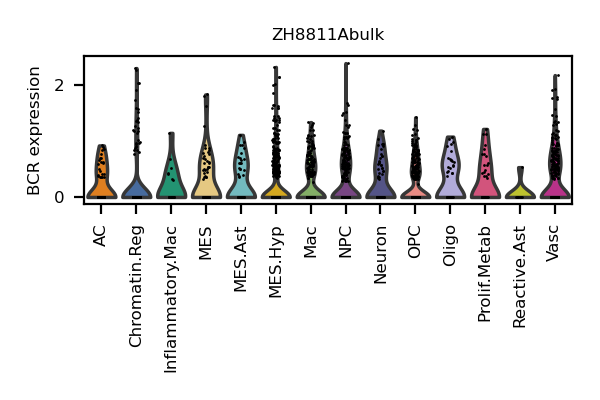 ZH8811Abulk
BCR expression
2
0
AC
Chromatin.Reg
Inflammatory.Mac
MES
MES.Ast
MES.Hyp
Mac
NPC
Neuron
OPC
Oligo
Prolif.Metab
Reactive.Ast
Vasc